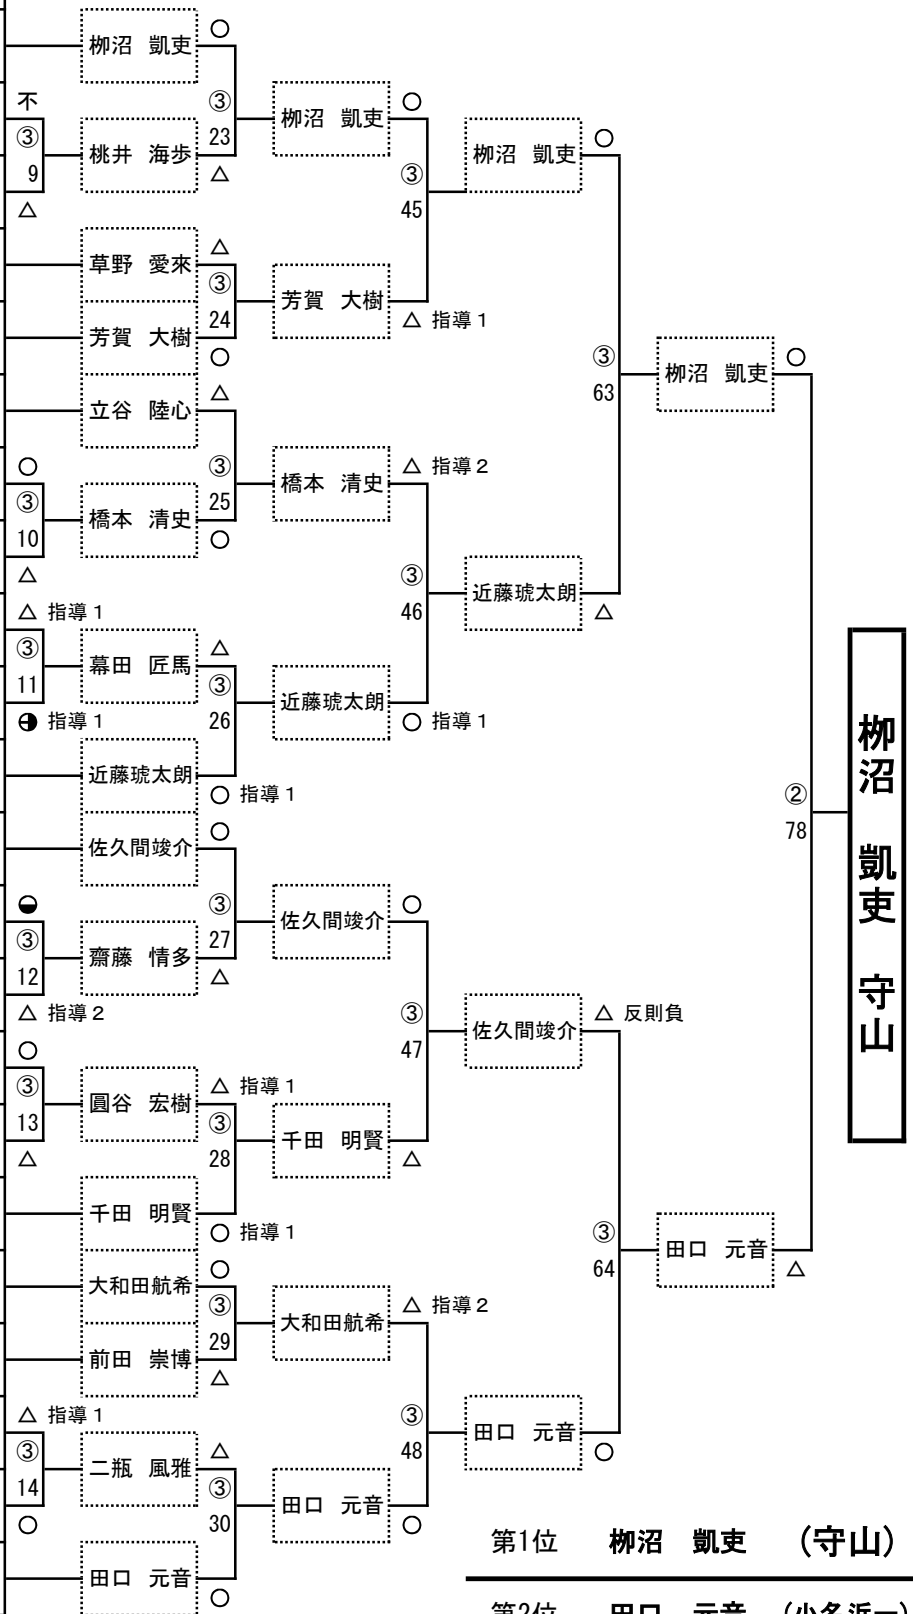 柳沼　凱吏
○
不
③
9
△
桃井　海歩
③
23
△
柳沼　凱吏
○
草野　愛來
△
③
24
芳賀　大樹
○
芳賀　大樹
△ 指導１
③
45
柳沼　凱吏
○
立谷　陸心
△
○
③
10
△
橋本　清史
③
25
○
橋本　清史
△ 指導２
△ 指導１
③
11
指導１
幕田　匠馬
△
③
26
近藤琥太朗
○ 指導１
近藤琥太朗
○ 指導１
③
46
近藤琥太朗
△
③
63
柳沼　凱吏
○
佐久間竣介
○
③
12
△ 指導２
齋藤　情多
③
27
△
佐久間竣介
○
○
③
13
△
圓谷　宏樹
△ 指導１
③
28
千田　明賢
○ 指導１
千田　明賢
△
③
47
佐久間竣介
△ 反則負
大和田航希
○
③
29
前田　崇博
△
大和田航希
△ 指導２
△ 指導１
③
14
○
二瓶　風雅
△
③
30
田口　元音
○
田口　元音
○
③
48
田口　元音
○
③
64
田口　元音
△
②
78
柳沼　凱吏　守山
第1位　柳沼　凱吏　（守山）
第2位　田口　元音　（小名浜一）